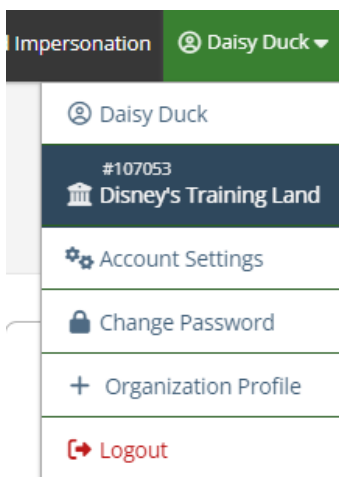 Impersonation Daisy Duck
Daisy Duck
#107053
Disney's Training Land
Account Settings
Change Password
+ Organization Profile
Logout